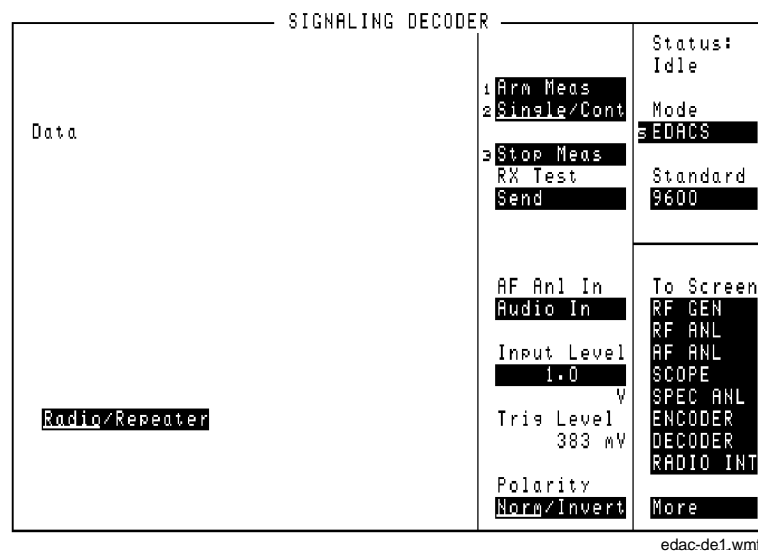 SIGNALING DECODER
Data
Radio/Repeater
1 Arm Meas
2 Single/Cont
3 Stop Meas
RX Test
Send
AF Anl In
Audio In
Input Level
1.0
V
Trig Level
383 mV
Polarity
Norm/Invert
Status:
Idle
Mode
5 EDACS
Standard
9600
To Screen
RF GEN
RF ANL
AF ANL
SCOPE
SPEC ANL
ENCODER
DECODER
RADIO INT
More
edac-de1.wmf